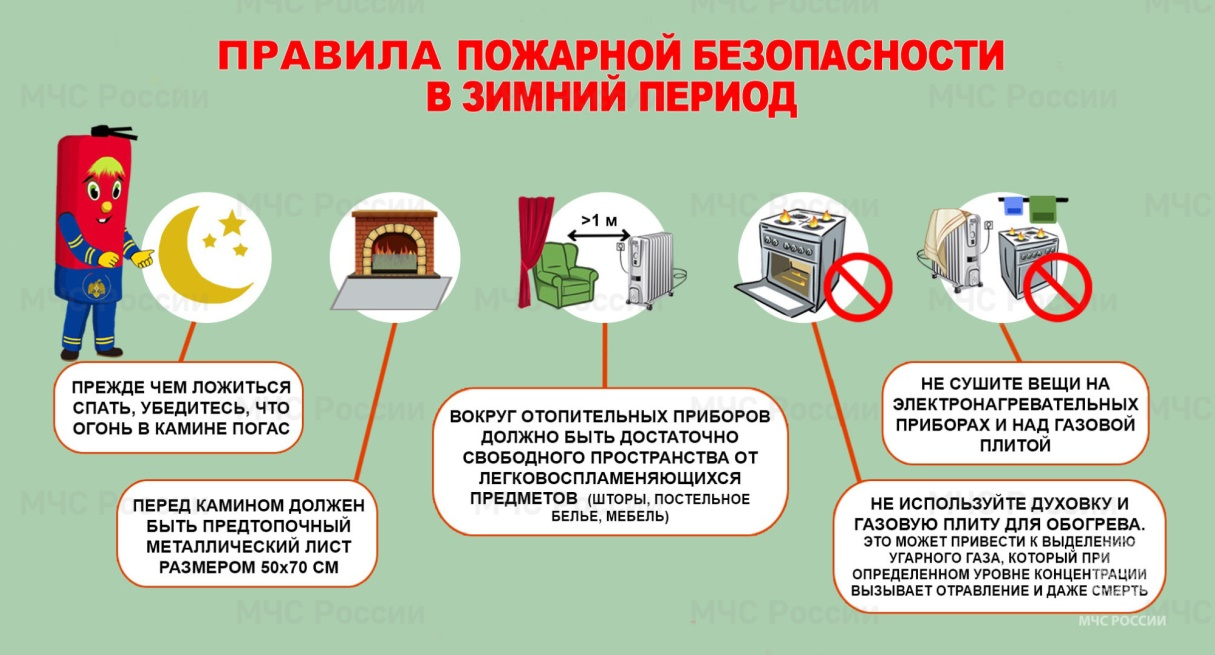 ПРАВИЛА ПОЖАРНОЙ БЕЗОПАСНОСТИ
В ЗИМНИЙ ПЕРИОД
>1 м
ПРЕЖДЕ ЧЕМ ЛОЖИТЬСЯ
СПАТЬ, УБЕДИТЕСЬ, ЧТО
ОГОНЬ В КАМИНЕ ПОГАС
ПЕРЕД КАМИНОМ ДОЛЖЕН
БЫТЬ ПРЕДТОПОЧНЫЙ
МЕТАЛЛИЧЕСКИЙ ЛИСТ
РАЗМЕРОМ 50х70 СМ
ВОКРУГ ОТОПИТЕЛЬНЫХ ПРИБОРОВ
ДОЛЖНО БЫТЬ ДОСТАТОЧНО
СВОБОДНОГО ПРОСТРАНСТВА ОТ
ЛЕГКОВОСПЛАМЕНЯЮЩИХСЯ
ПРЕДМЕТОВ (ШТОРЫ, ПОСТЕЛЬНОЕ
БЕЛЬЕ, МЕБЕЛЬ)
НЕ СУШИТЕ ВЕЩИ НА
ЭЛЕКТРОНАГРЕВАТЕЛЬНЫХ
ПРИБОРАХ И НАД ГАЗОВОЙ
ПЛИТОЙ
НЕ ИСПОЛЬЗУЙТЕ ДУХОВКУ И
ГАЗОВУЮ ПЛИТУ ДЛЯ ОБОГРЕВА.
ЭТО МОЖЕТ ПРИВЕСТИ К ВЫДЕЛЕНИЮ
УГАРНОГО ГАЗА, КОТОРЫЙ ПРИ
ОПРЕДЕЛЕННОМ УРОВНЕ КОНЦЕНТРАЦИИ
ВЫЗЫВАЕТ ОТРАВЛЕНИЕ И ДАЖЕ СМЕРТЬ
МЧС РОССИИ